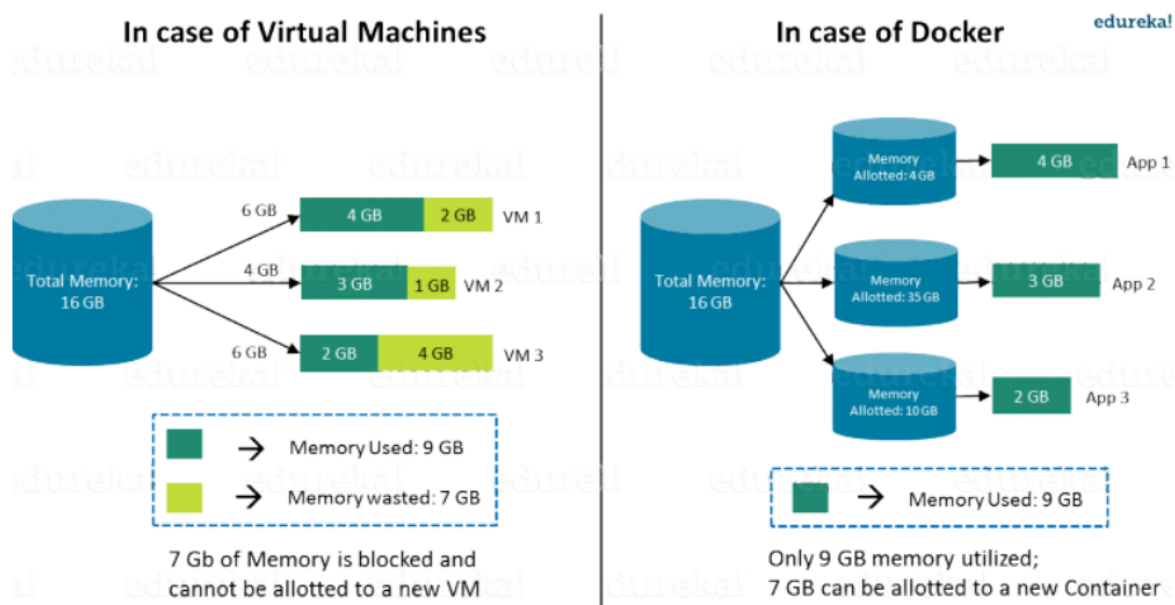 In case of Virtual Machines
In case of Docker
edureka!
Total Memory:
16 GB
6 GB
4 GB
2 GB
VM 1
4 GB
3 GB
1 GB
VM 2
6 GB
2 GB
4 GB
VM 3
→ Memory Used: 9 GB
→ Memory wasted: 7 GB
7 Gb of Memory is blocked and
cannot be allotted to a new VM
Total Memory:
16 GB
Memory
Allotted: 4 GB
4 GB
App 1
Memory
Allotted: 35 GB
3 GB
App 2
Memory
Allotted: 10 GB
2 GB
App 3
→ Memory Used: 9 GB
Only 9 GB memory utilized;
7 GB can be allotted to a new Container